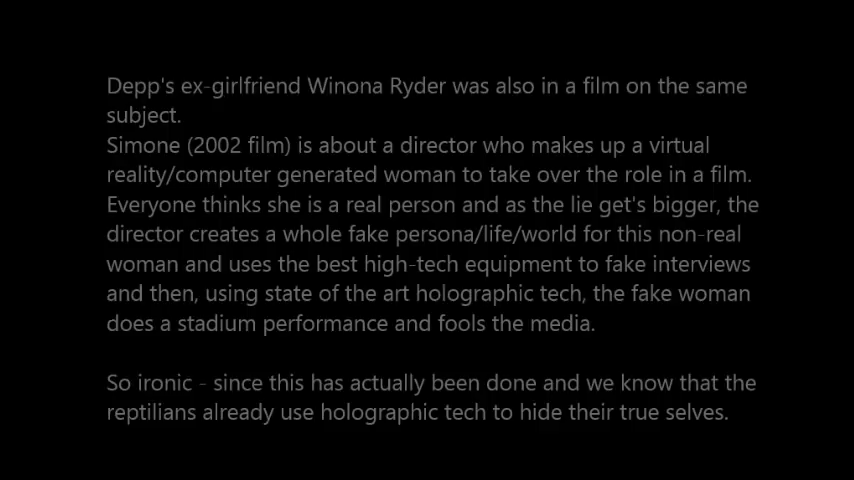 Depp's ex-girlfriend Winona Ryder was also in a film on the same
subject.
Simone (2002 film) is about a director who makes up a virtual
reality/computer generated woman to take over the role in a film.
Everyone thinks she is a real person and as the lie get's bigger, the
director creates a whole fake persona/life/world for this non-real
woman and uses the best high-tech equipment to fake interviews
and then, using state of the art holographic tech, the fake woman
does a stadium performance and fools the media.
So ironic - since this has actually been done and we know that the
reptilians already use holographic tech to hide their true selves.